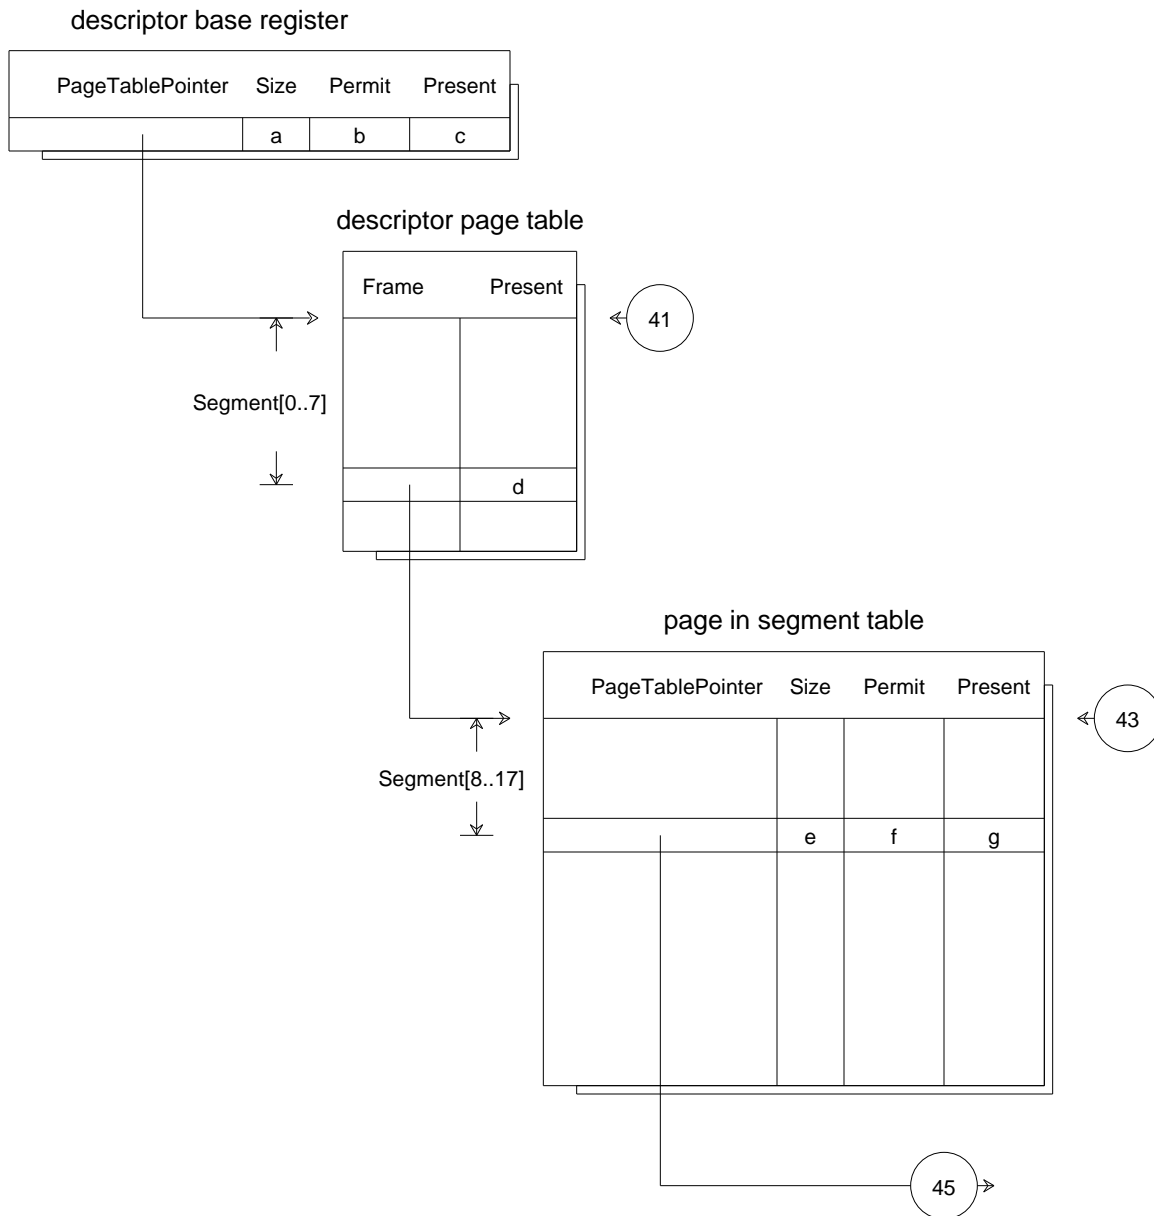 descriptor base register
PageTablePointer Size Permit Present
a b c
descriptor page table
Frame Present
41
Segment[0..7]
d
page in segment table
PageTablePointer Size Permit Present
43
Segment[8..17]
e f g
45